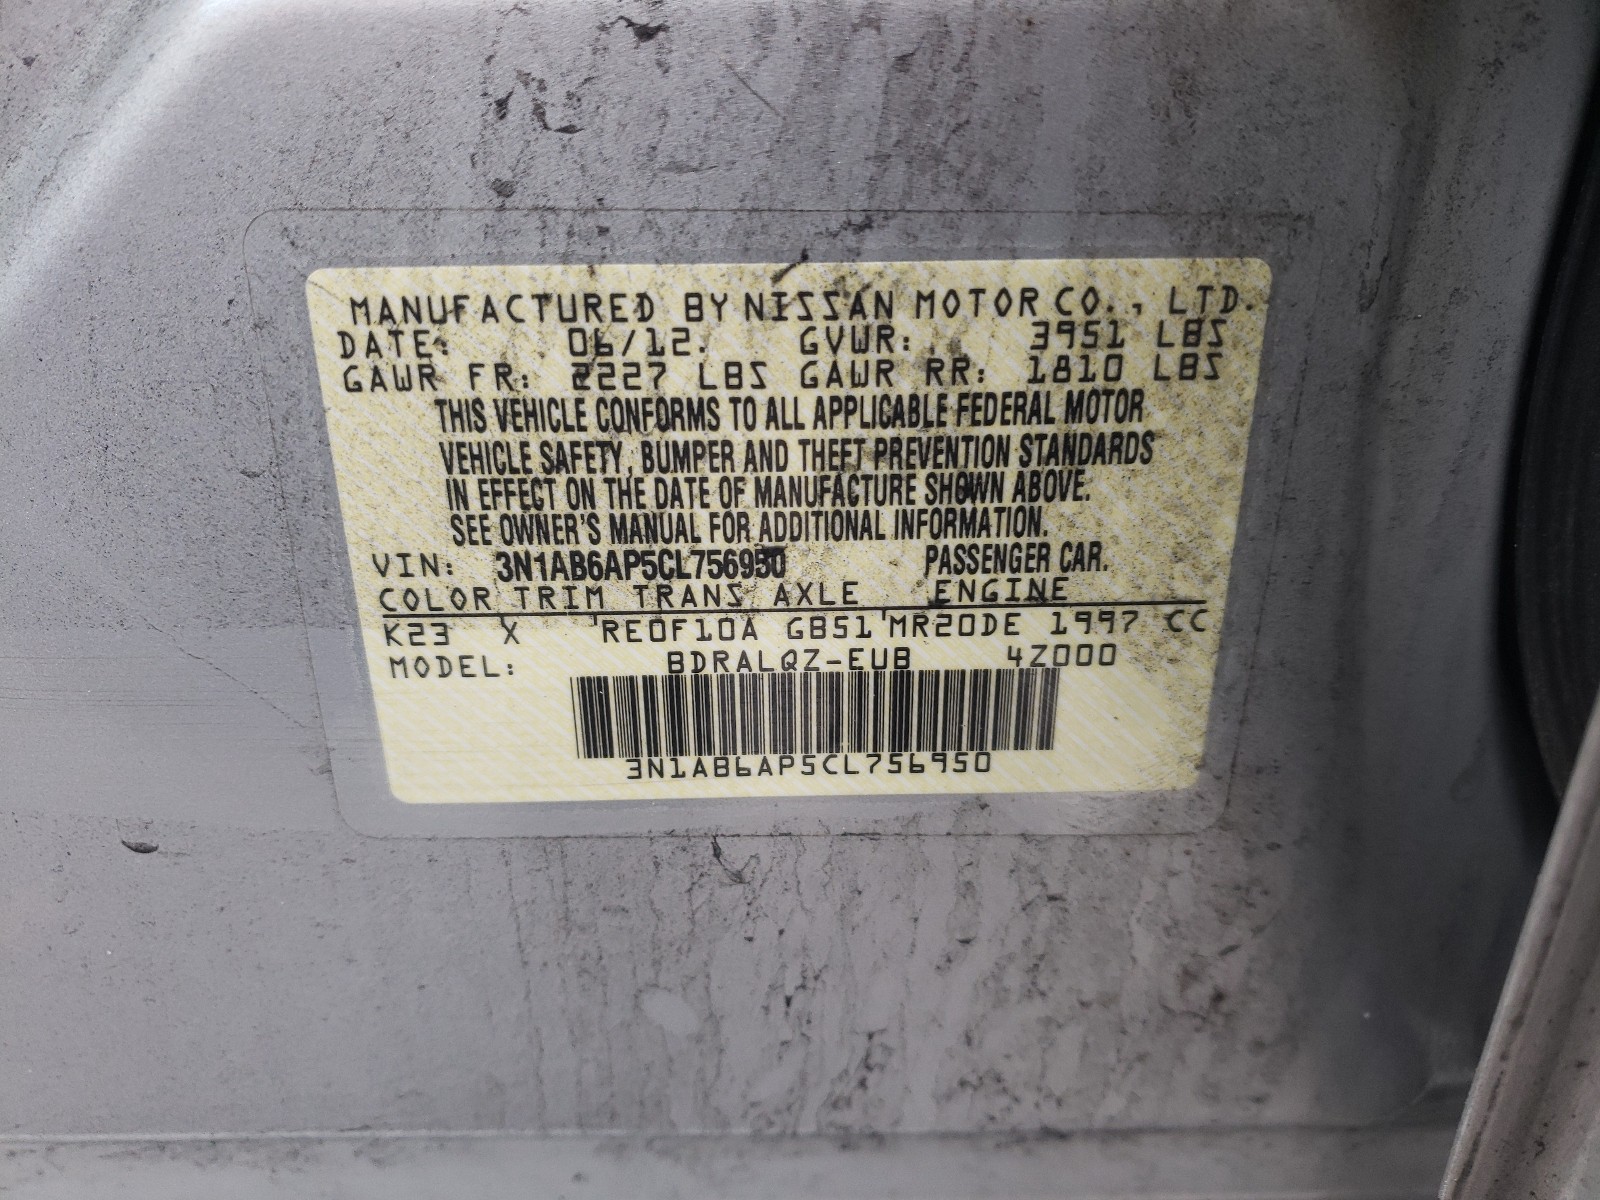 MANUFACTURED BY NISSAN MOTOR CO., LTD.
DATE: 06/12. GVWR: 3951 LBS
GAWR FR: 2227 LBS GAWR RR: 1810 LBS
THIS VEHICLE CONFORMS TO ALL APPLICABLE FEDERAL MOTOR
VEHICLE SAFETY, BUMPER AND THEFT PREVENTION STANDARDS
IN EFFECT ON THE DATE OF MANUFACTURE SHOWN ABOVE.
SEE OWNER'S MANUAL FOR ADDITIONAL INFORMATION.
VIN: 3N1AB6AP5CL756950 PASSENGER CAR.
COLOR TRIM TRANS AXLE ENGINE
K23 X RE0F10A GB51 MR20DE 1997 CC
MODEL: BDRALQZ-EUB 4Z000
3N1AB6AP5CL756950